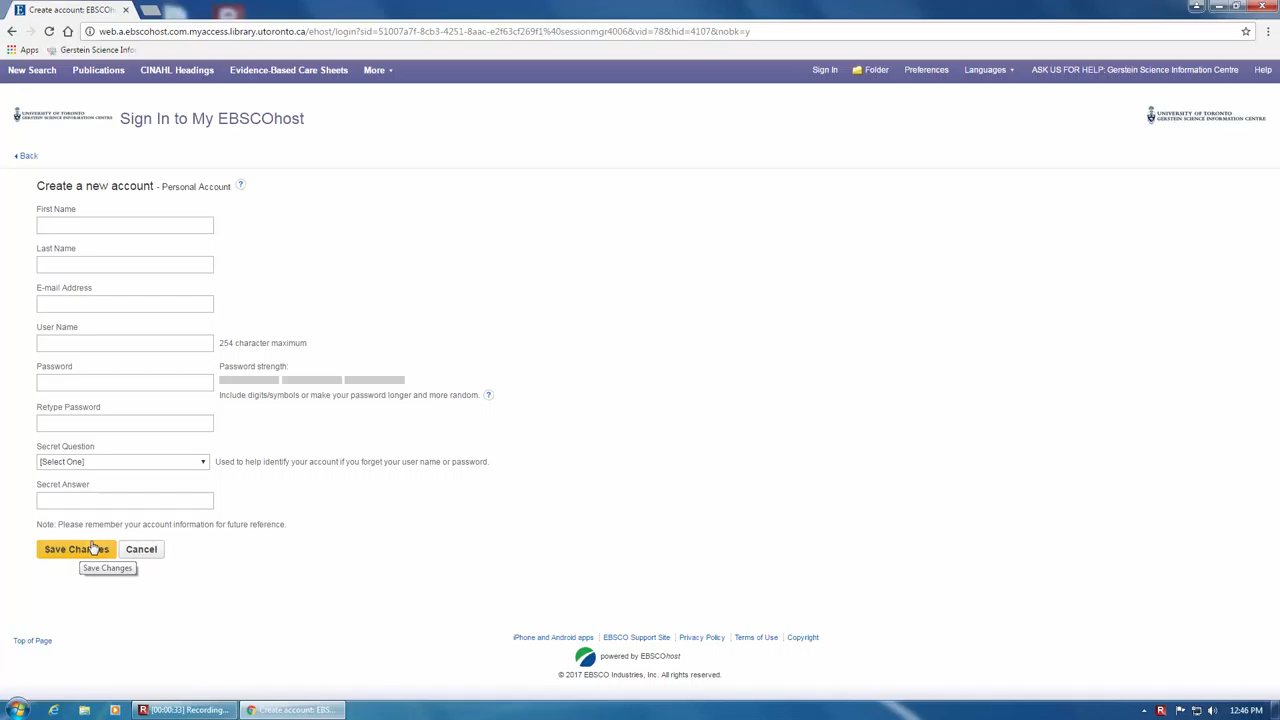 Create account: EBSCOh
web.a.ebscohost.com.myaccess.library.utoronto.ca/ehost/login?sid=51007a7f-8cb3-4251-8aac-e2f63cf269f1%40sessionmgr4006&vid=78&hid=4107&nobk=y
Apps Gerstein Science Info
New Search Publications CINAHL Headings Evidence-Based Care Sheets More Sign In Folder Preferences Languages ASK US FOR HELP: Gerstein Science Information Centre Help
UNIVERSITY OF TORONTO
GERSTEIN SCIENCE INFORMATION CENTRE
Sign In to My EBSCOhost
UNIVERSITY OF TORONTO
GERSTEIN SCIENCE INFORMATION CENTRE
Back
Create a new account - Personal Account ?
First Name
Last Name
E-mail Address
User Name
254 character maximum
Password Password strength:
Include digits/symbols or make your password longer and more random. ?
Retype Password
Secret Question
[Select One] Used to help identify your account if you forget your user name or password.
Secret Answer
Note: Please remember your account information for future reference.
Save Changes Cancel
Save Changes
Top of Page
iPhone and Android apps EBSCO Support Site Privacy Policy Terms of Use Copyright
powered by EBSCOhost
© 2017 EBSCO Industries, Inc. All rights reserved.
[00:00:33] Recording... Create account: EBS... 12:46 PM